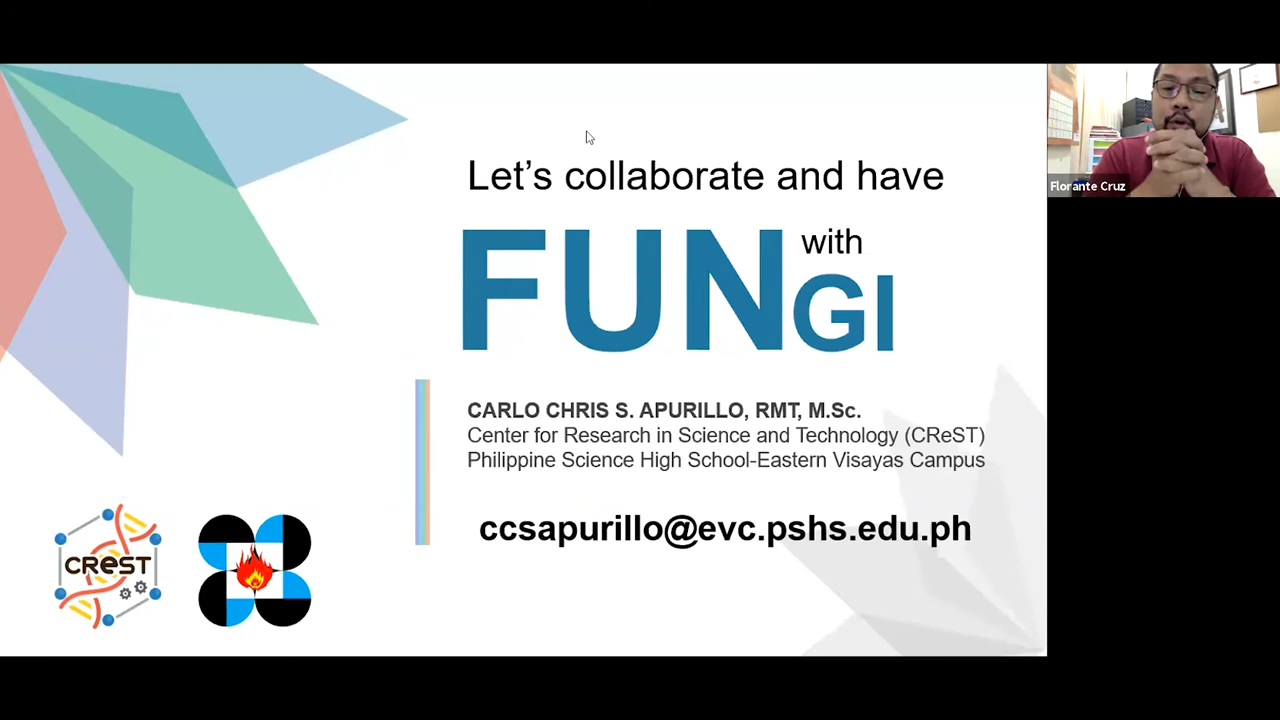 Let's collaborate and have
FUN with
GI
CARLO CHRIS S. APURILLO, RMT, M.Sc.
Center for Research in Science and Technology (CReST)
Philippine Science High School-Eastern Visayas Campus
ccsapurillo@evc.pshs.edu.ph
CReST
Florante Cruz